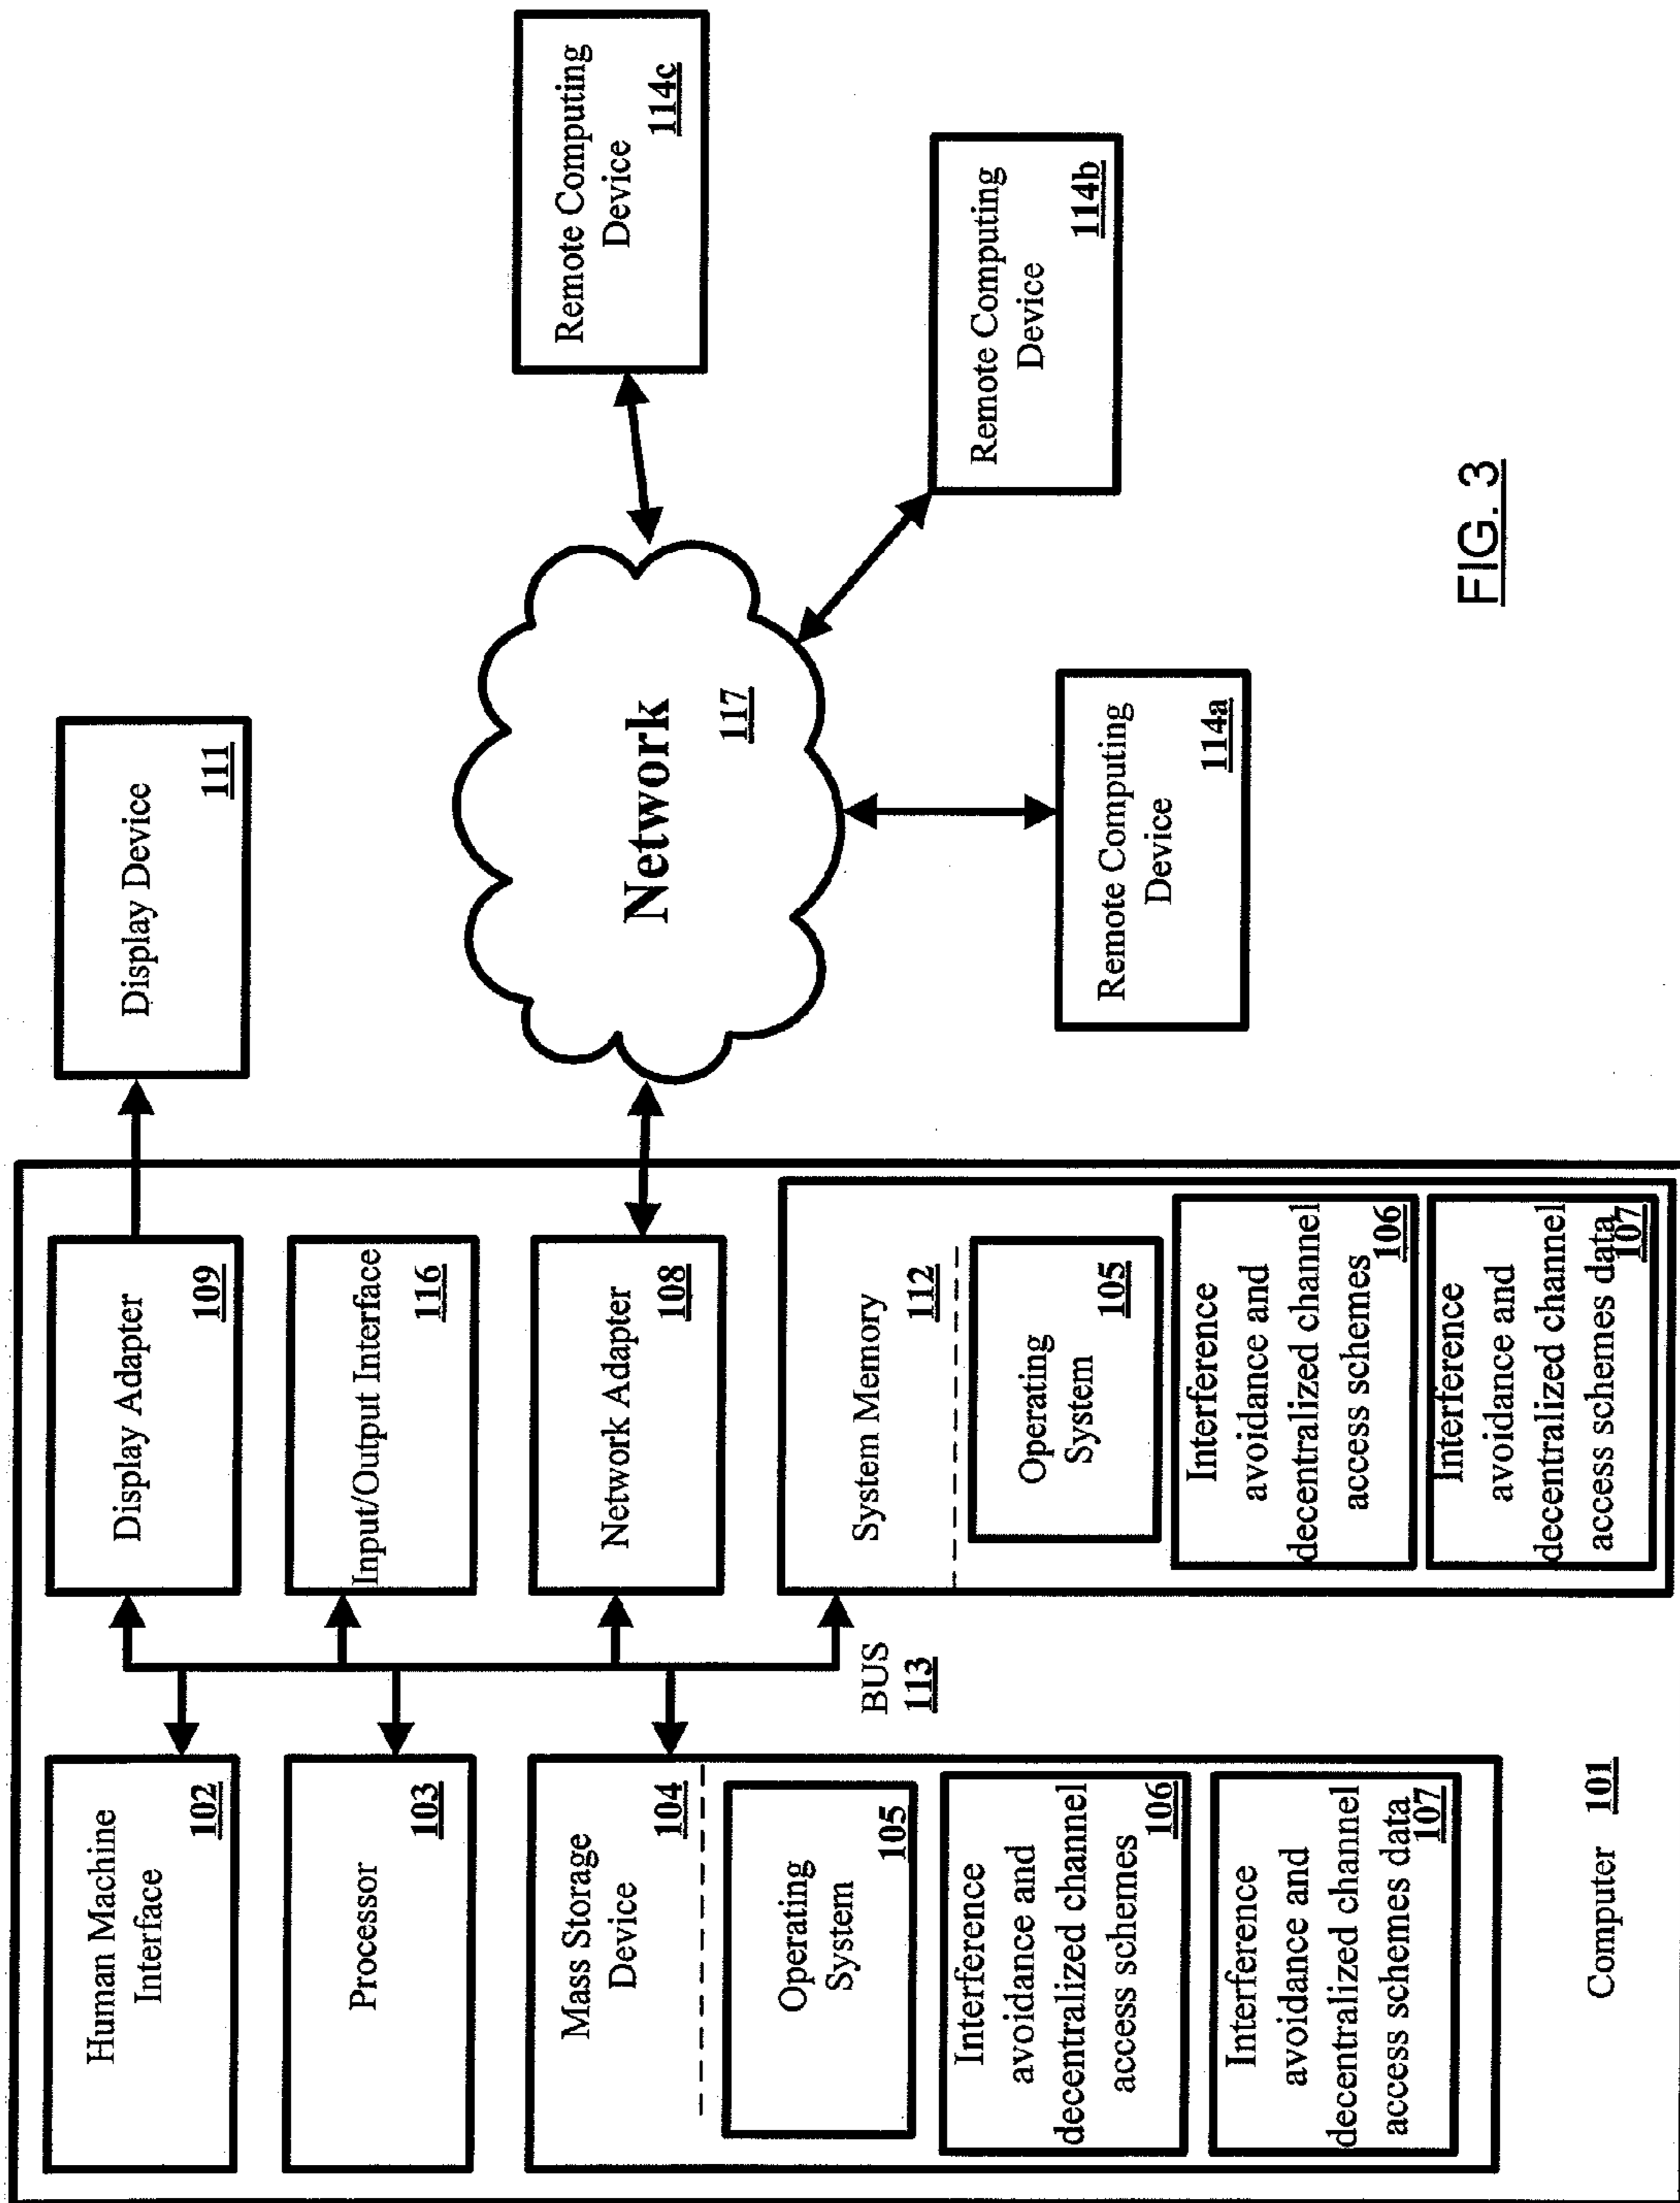 Human Machine
Interface
102
Processor
103
Mass Storage
Device
104
Operating
System
105
Interference
avoidance and
decentralized channel
access schemes
106
Interference
avoidance and
decentralized channel
access schemes data
107
Computer 101
BUS
113
Display Adapter
109
Input/Output Interface
116
Network Adapter
108
System Memory
112
Operating
System
105
Interference
avoidance and
decentralized channel
access schemes
106
Interference
avoidance and
decentralized channel
access schemes data
107
Display Device
111
Network
117
Remote Computing
Device
114a
Remote Computing
Device
114b
Remote Computing
Device
114c
FIG. 3